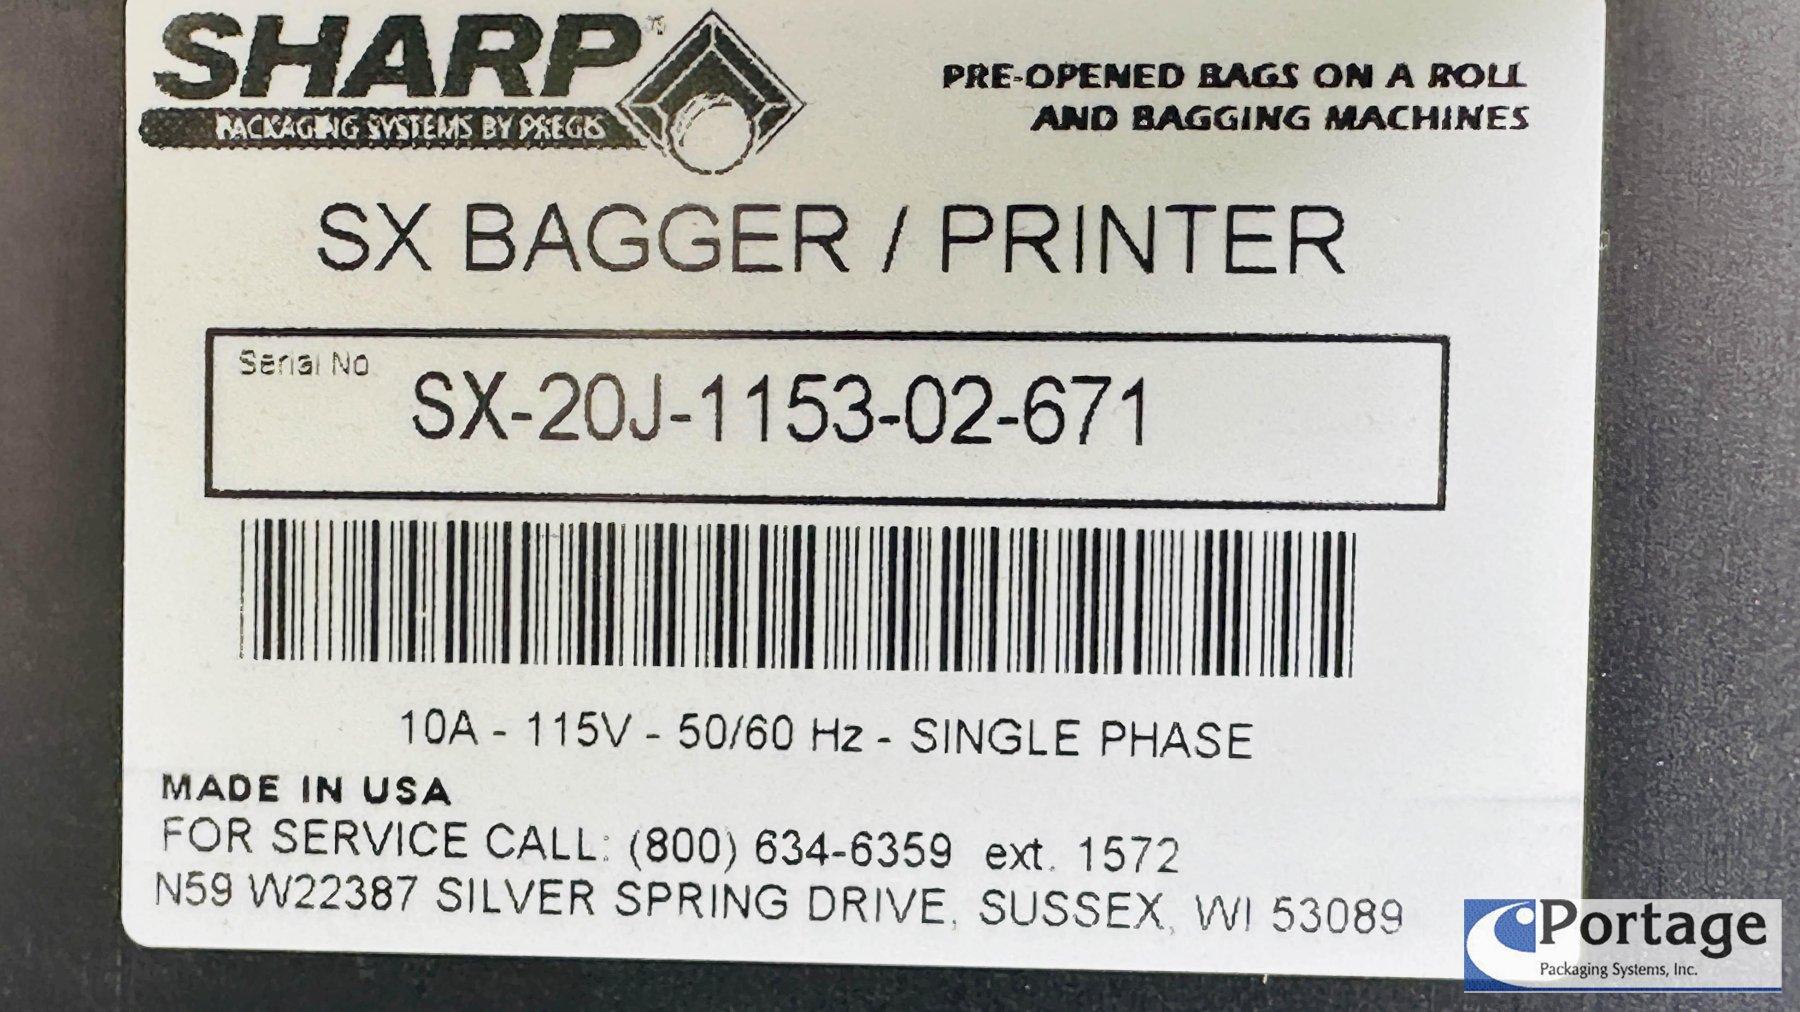 SHARP
PACKAGING SYSTEMS BY PREGIS
PRE-OPENED BAGS ON A ROLL
AND BAGGING MACHINES
SX BAGGER / PRINTER
Serial No.
SX-20J-1153-02-671
10A - 115V - 50/60 Hz - SINGLE PHASE
MADE IN USA
FOR SERVICE CALL: (800) 634-6359 ext. 1572
N59 W22387 SILVER SPRING DRIVE, SUSSEX, WI 53089
Portage
Packaging Systems, Inc.